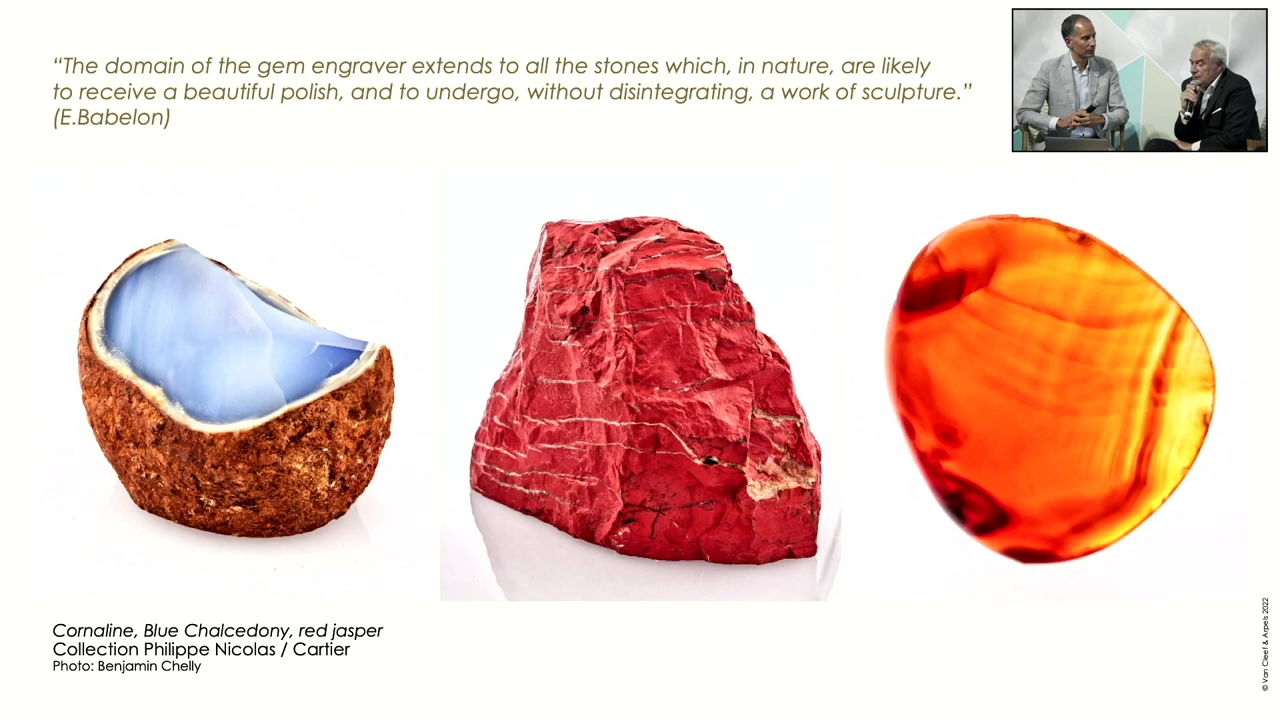 “The domain of the gem engraver extends to all the stones which, in nature, are likely
to receive a beautiful polish, and to undergo, without disintegrating, a work of sculpture.”
(E.Babelon)
Cornaline, Blue Chalcedony, red jasper
Collection Philippe Nicolas / Cartier
Photo: Benjamin Chelly
© Van Cleef & Arpels 2022